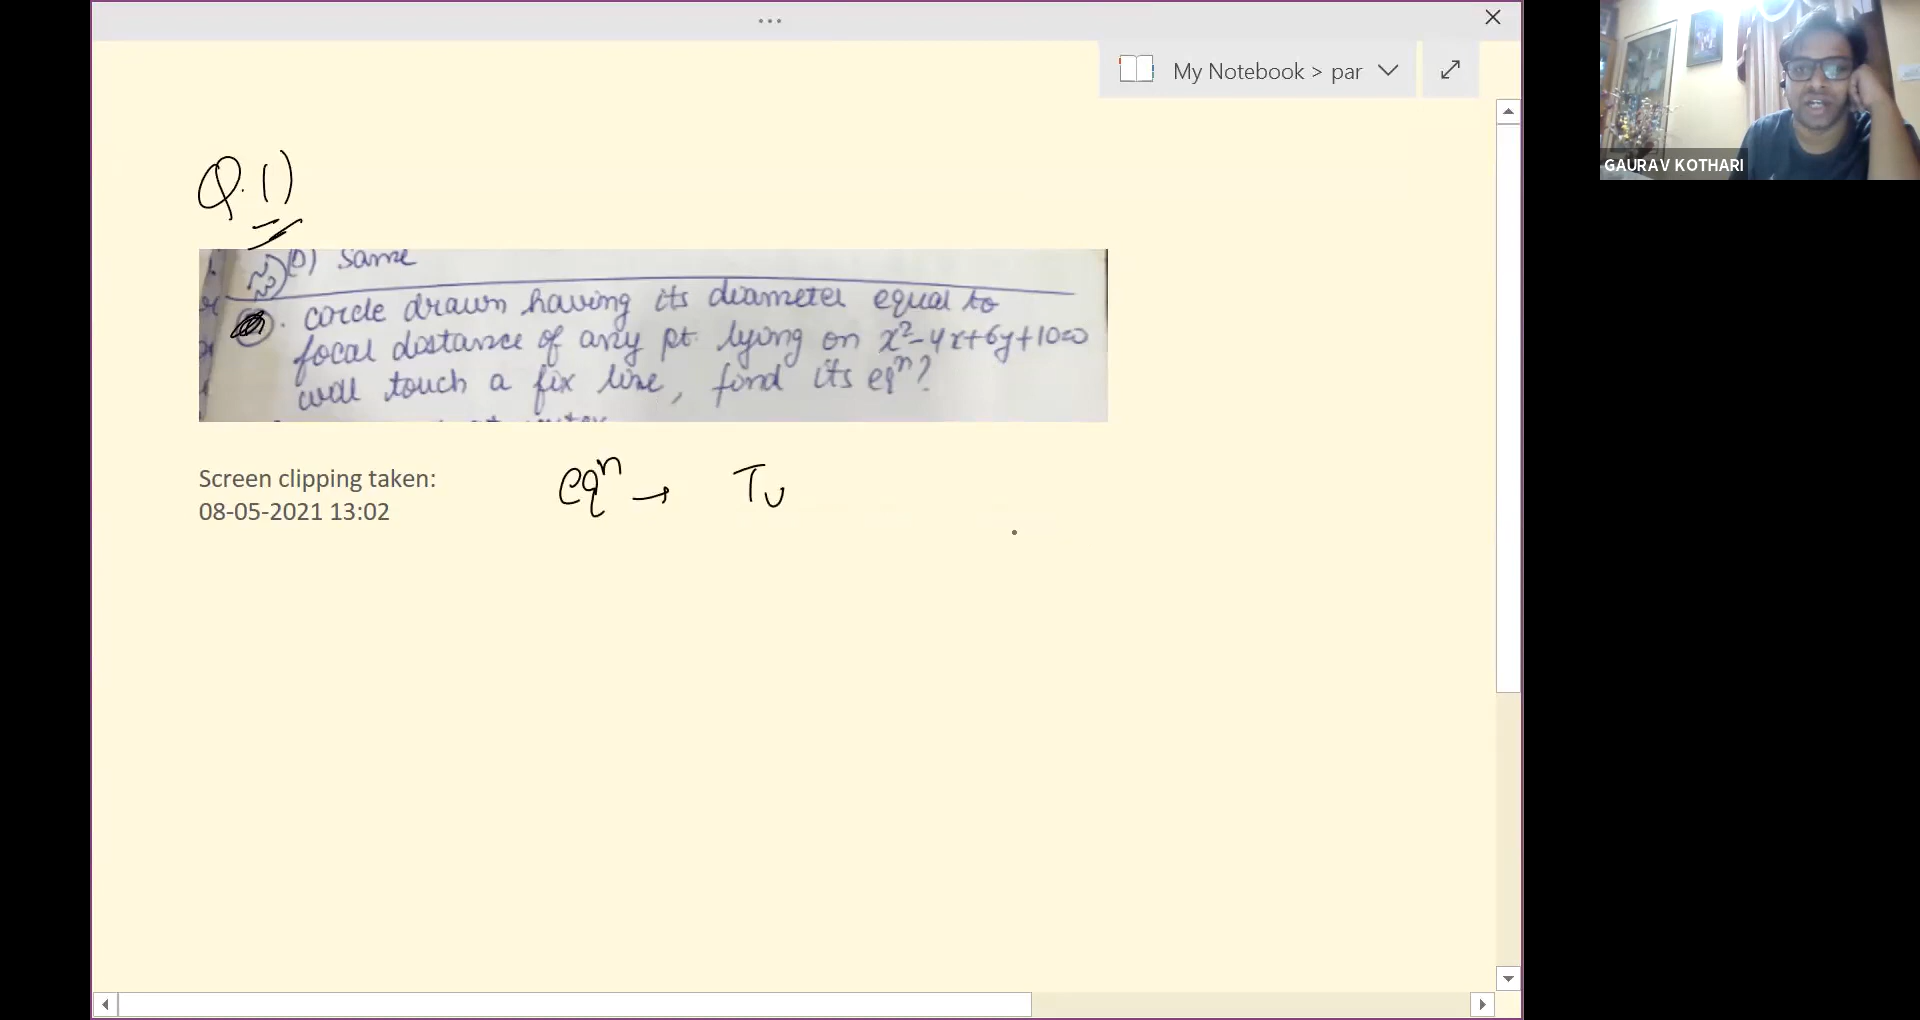 My Notebook > par
GAURAV KOTHARI
Q.1)
b) same
circle drawn having its diameter equal to
focal distance of any pt. lying on x²-4x+6y+10=0
will touch a fix line, find its eqⁿ?
Screen clipping taken:
08-05-2021 13:02
eqⁿ → Tv